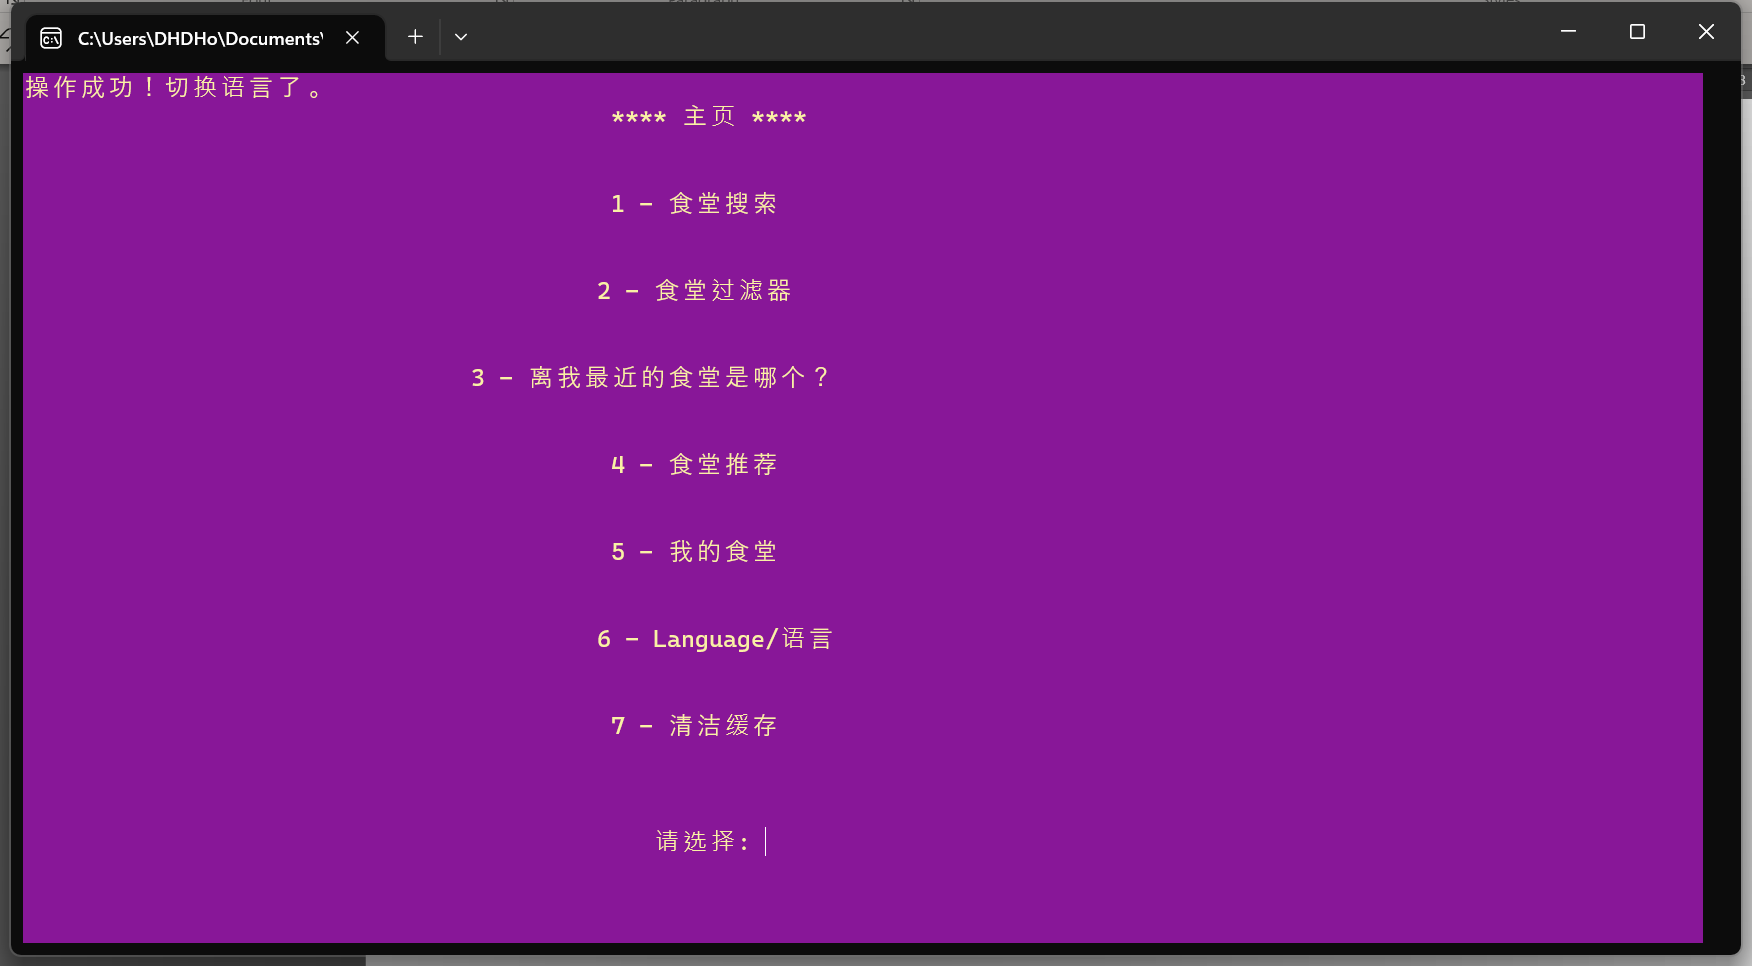 C:\Users\DHDHo\Documents\
操作成功！切换语言了。
**** 主页 ****
1 - 食堂搜索
2 - 食堂过滤器
3 - 离我最近的食堂是哪个？
4 - 食堂推荐
5 - 我的食堂
6 - Language/语言
7 - 清洁缓存
请选择: